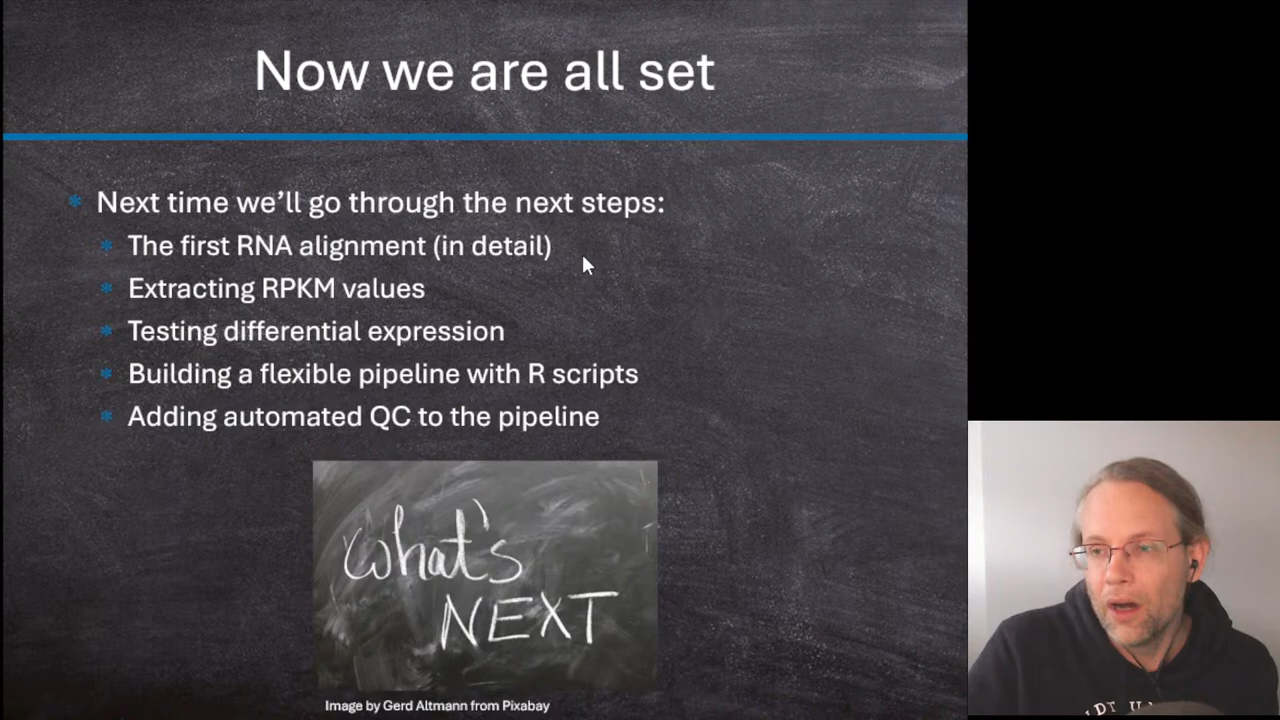 Now we are all set
Next time we'll go through the next steps:
The first RNA alignment (in detail)
Extracting RPKM values
Testing differential expression
Building a flexible pipeline with R scripts
Adding automated QC to the pipeline
What's
NEXT
Image by Gerd Altmann from Pixabay